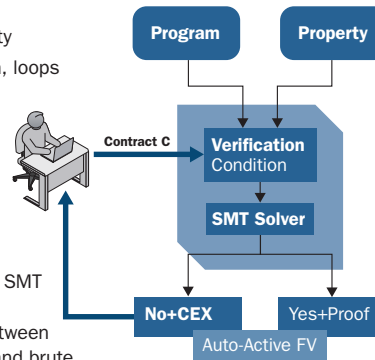 ty
, loops
SMT
tween
and brute
Program
Property
Contract C
Verification
Condition
SMT Solver
No+CEX
Yes+Proof
Auto-Active FV